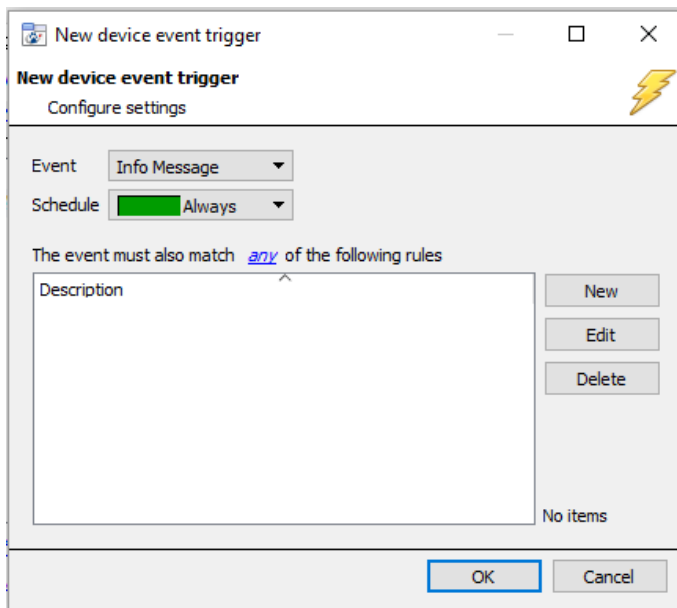 New device event trigger
New device event trigger
Configure settings
Event Info Message
Schedule Always
The event must also match any of the following rules
Description
New
Edit
Delete
No items
OK Cancel